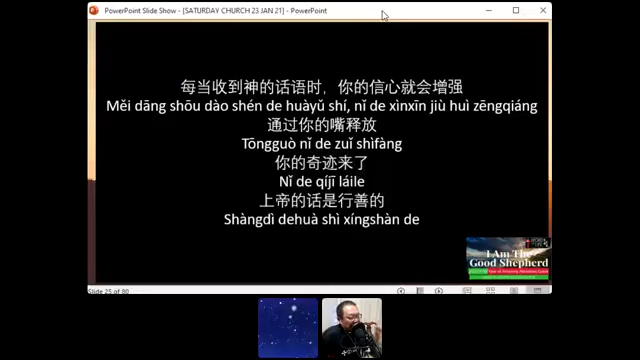 PowerPoint Slide Show - [SATURDAY CHURCH 23 JAN 21] - PowerPoint
每当收到神的话语时，你的信心就会增强
Měi dāng shōu dào shén de huàyǔ shí, nǐ de xìnxīn jiù huì zēngqiáng
通过你的嘴释放
Tōngguò nǐ de zuǐ shìfàng
你的奇迹来了
Nǐ de qíjī láile
上帝的话是行善的
Shàngdì dehuà shì xíngshàn de
I Am The
Good Shepherd
Slide 25 of 80